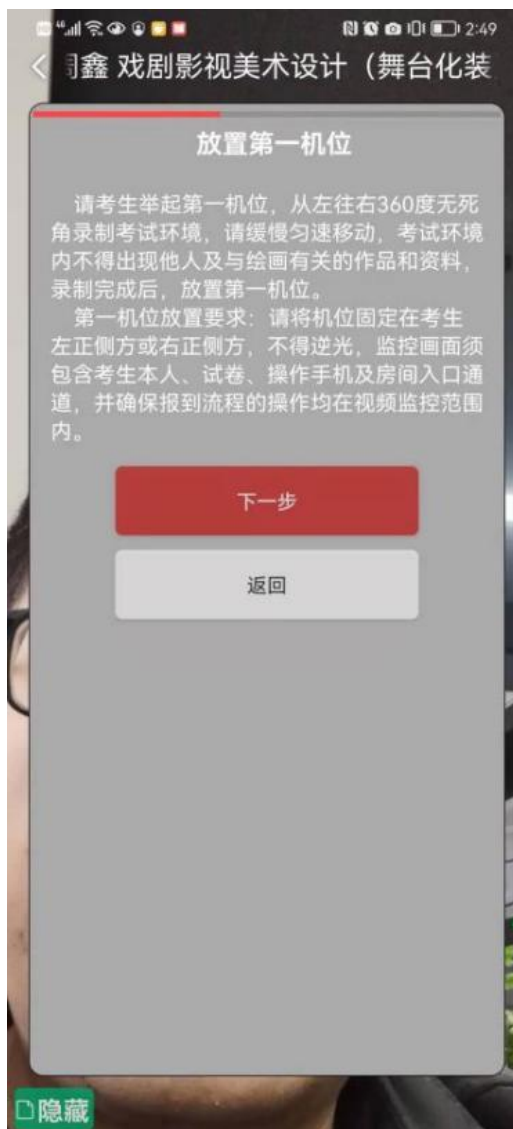 2:49
鑫 戏剧影视美术设计（舞台化装
放置第一机位
请考生举起第一机位，从左往右360度无死
角录制考试环境，请缓慢匀速移动，考试环境
内不得出现他人及与绘画有关的作品和资料，
录制完成后，放置第一机位。
第一机位放置要求：请将机位固定在考生
左正侧方或右正侧方，不得逆光，监控画面须
包含考生本人、试卷、操作手机及房间入口通
道，并确保报到流程的操作均在视频监控范围
内。
下一步
返回
隐藏